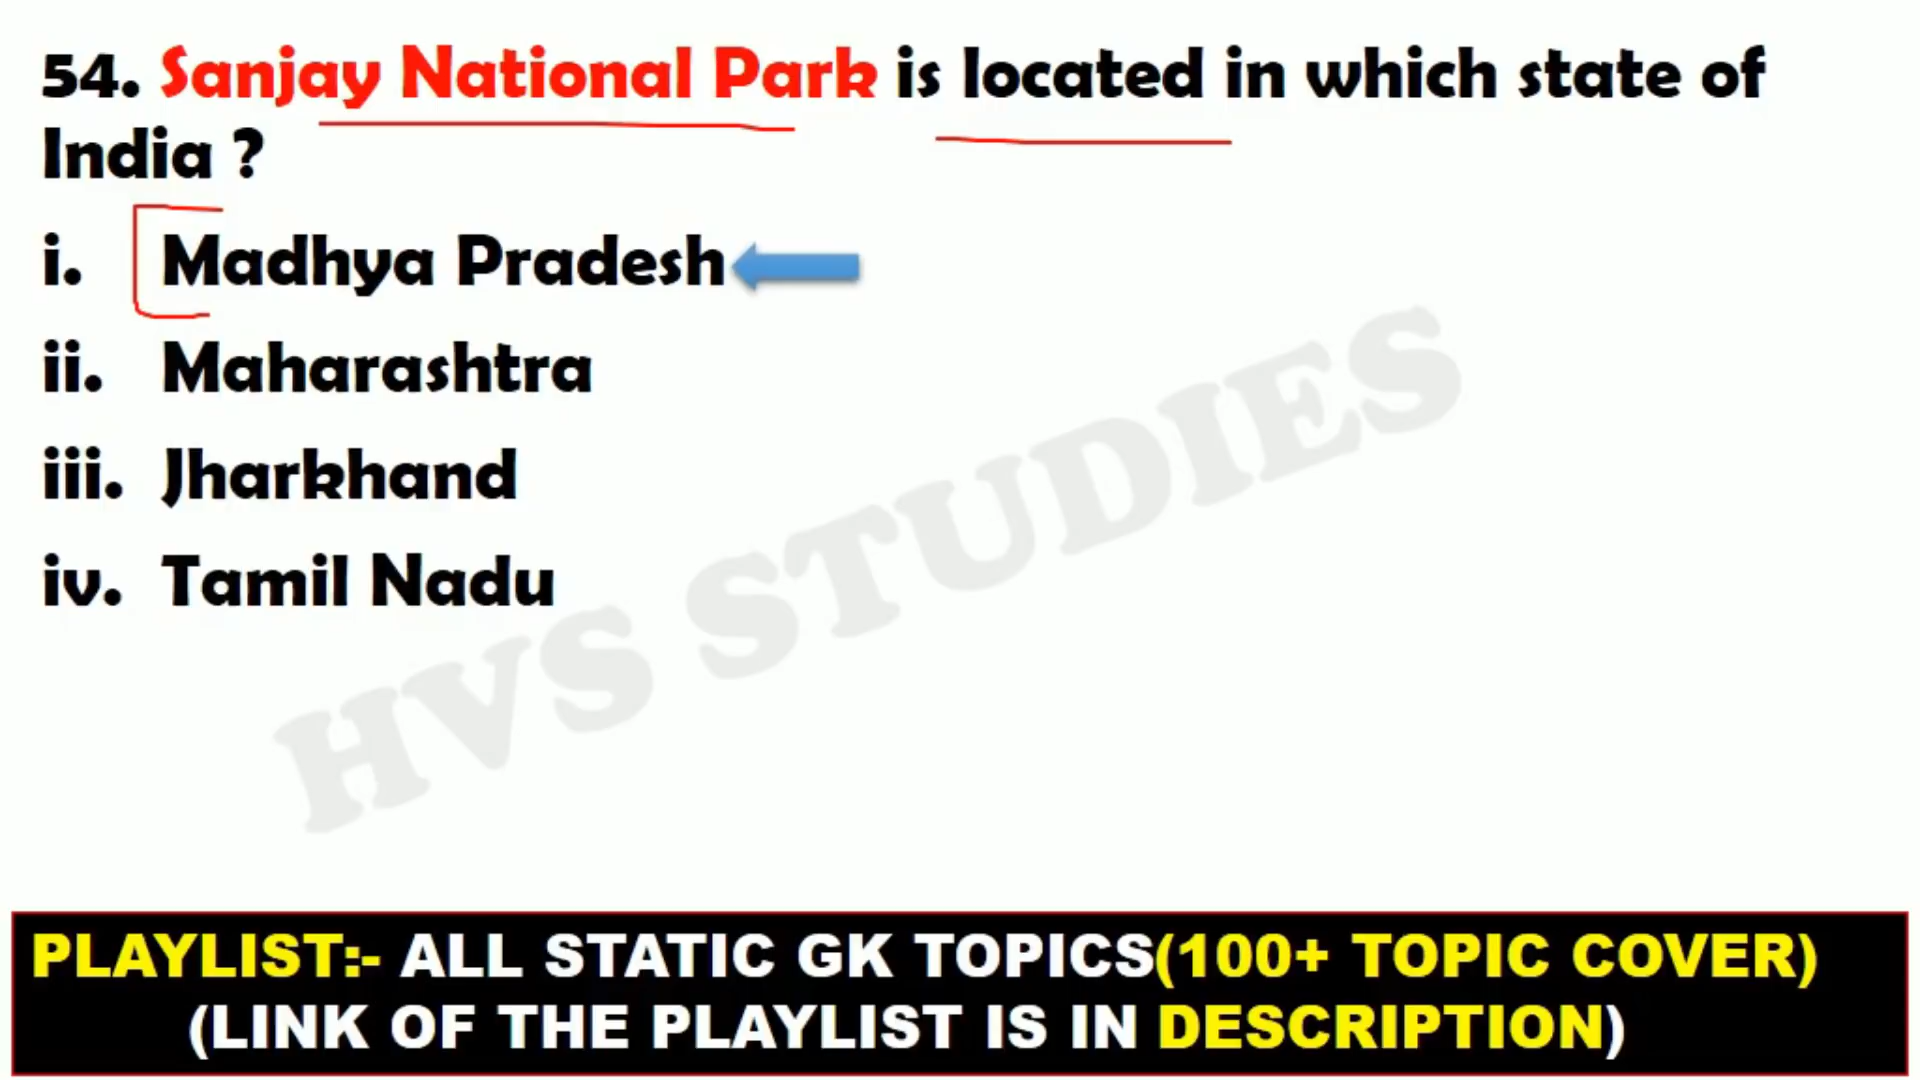 54. Sanjay National Park is located in which state of
India ?
i. Madhya Pradesh
ii. Maharashtra
iii. Jharkhand
iv. Tamil Nadu
HVS STUDIES
PLAYLIST:- ALL STATIC GK TOPICS(100+ TOPIC COVER)
(LINK OF THE PLAYLIST IS IN DESCRIPTION)